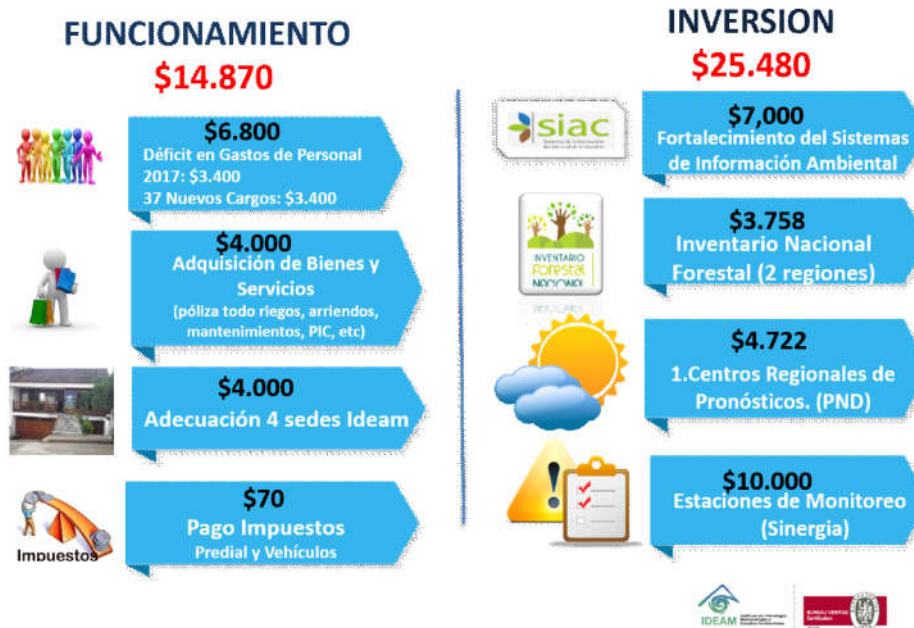 FUNCIONAMIENTO
$14.870
$6.800
Déficit en Gastos de Personal
2017: $3.400
37 Nuevos Cargos: $3.400
$4.000
Adquisición de Bienes y
Servicios
(póliza todo riegos, arriendos,
mantenimientos, PIC, etc)
$4.000
Adecuación 4 sedes Ideam
Impuestos
$70
Pago Impuestos
Predial y Vehículos
INVERSION
$25.480
siac
$7,000
Fortalecimiento del Sistemas
de Información Ambiental
INVENTARIO
Forestal
NACIONAL
$3.758
Inventario Nacional
Forestal (2 regiones)
$4.722
1.Centros Regionales de
Pronósticos. (PND)
$10.000
Estaciones de Monitoreo
(Sinergia)
IDEAM
BUREAU VERITAS
Certification